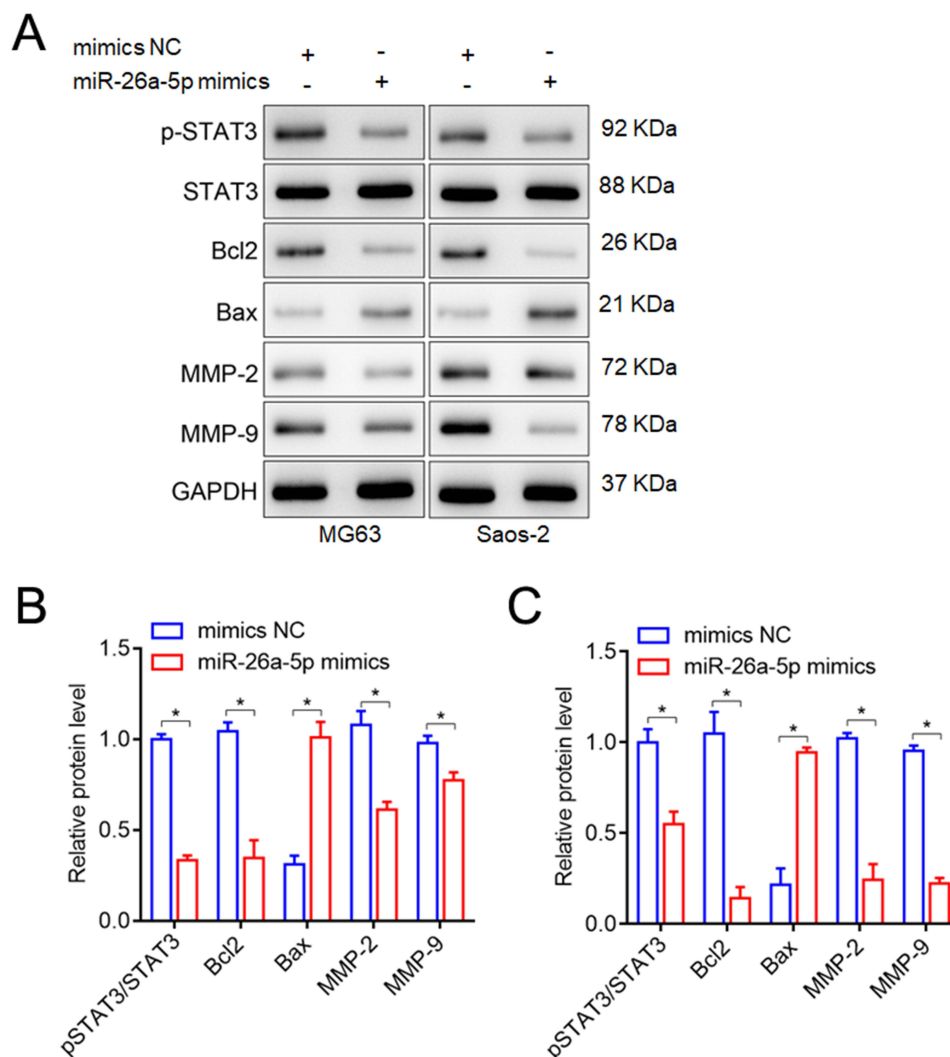 A
mimics NC + - + -
miR-26a-5p mimics - + - +
p-STAT3 92 KDa
STAT3 88 KDa
Bcl2 26 KDa
Bax 21 KDa
MMP-2 72 KDa
MMP-9 78 KDa
GAPDH 37 KDa
MG63 Saos-2
B
mimics NC
miR-26a-5p mimics
Relative protein level
1.5
1.0
0.5
0.0
* * * * *
pSTAT3/STAT3 Bcl2 Bax MMP-2 MMP-9
C
mimics NC
miR-26a-5p mimics
Relative protein level
1.5
1.0
0.5
0.0
* * * * *
pSTAT3/STAT3 Bcl2 Bax MMP-2 MMP-9